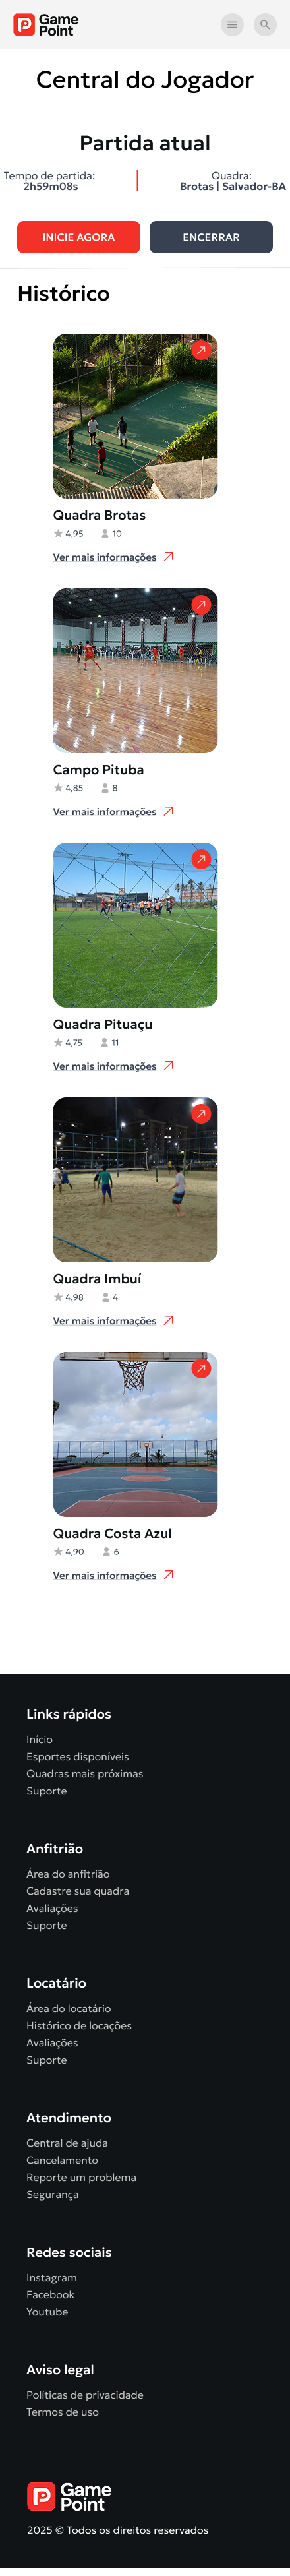 Game
Point
Central do Jogador
Partida atual
Tempo de partida:
2h59m08s
Quadra:
Brotas | Salvador-BA
INICIE AGORA
ENCERRAR
Histórico
Quadra Brotas
4,95 10
Ver mais informações
Campo Pituba
4,85 8
Ver mais informações
Quadra Pituaçu
4,75 11
Ver mais informações
Quadra Imbuí
4,98 4
Ver mais informações
Quadra Costa Azul
4,90 6
Ver mais informações
Links rápidos
Início
Esportes disponíveis
Quadras mais próximas
Suporte
Anfitrião
Área do anfitrião
Cadastre sua quadra
Avaliações
Suporte
Locatário
Área do locatário
Histórico de locações
Avaliações
Suporte
Atendimento
Central de ajuda
Cancelamento
Reporte um problema
Segurança
Redes sociais
Instagram
Facebook
Youtube
Aviso legal
Políticas de privacidade
Termos de uso
Game
Point
2025 © Todos os direitos reservados